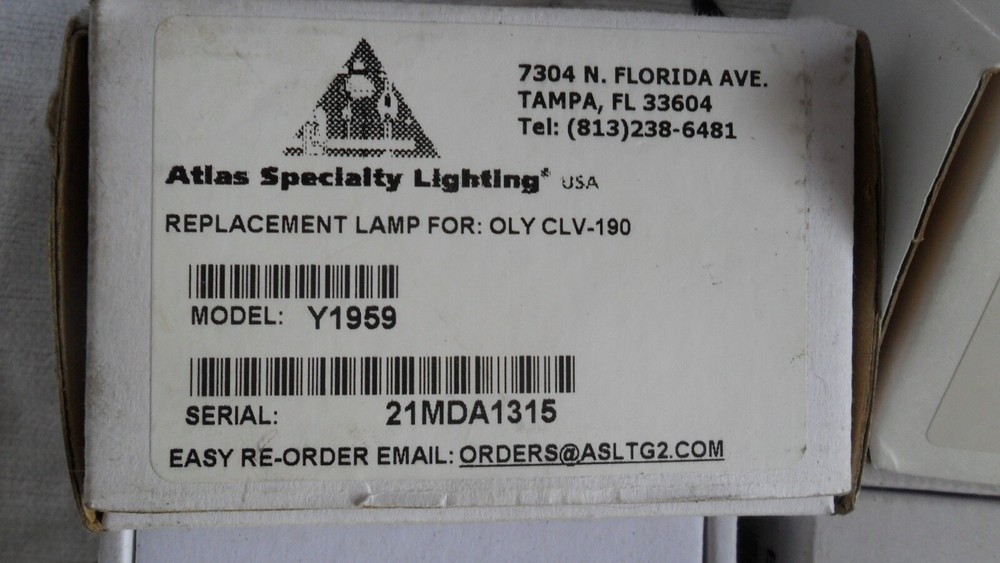 7304 N. FLORIDA AVE.
TAMPA, FL 33604
Tel: (813)238-6481
Atlas Specialty Lighting® USA
REPLACEMENT LAMP FOR: OLY CLV-190
MODEL: Y1959
SERIAL: 21MDA1315
EASY RE-ORDER EMAIL: ORDERS@ASLTG2.COM